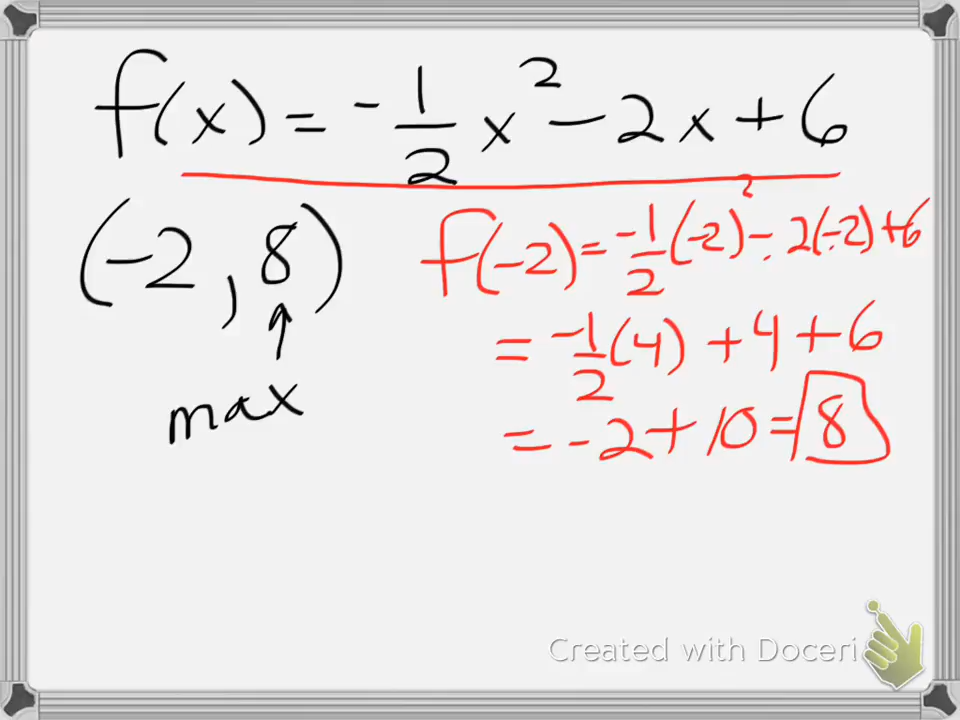 f(x) = -1/2 x² - 2x + 6
(-2, 8)
↑
max
f(-2) = -1/2 (-2)² - 2(-2) + 6
= -1/2 (4) + 4 + 6
= -2 + 10 = 8
Created with Doceri